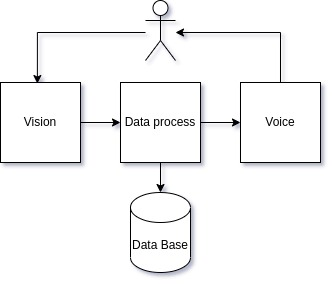 Vision
Data process
Voice
Data Base